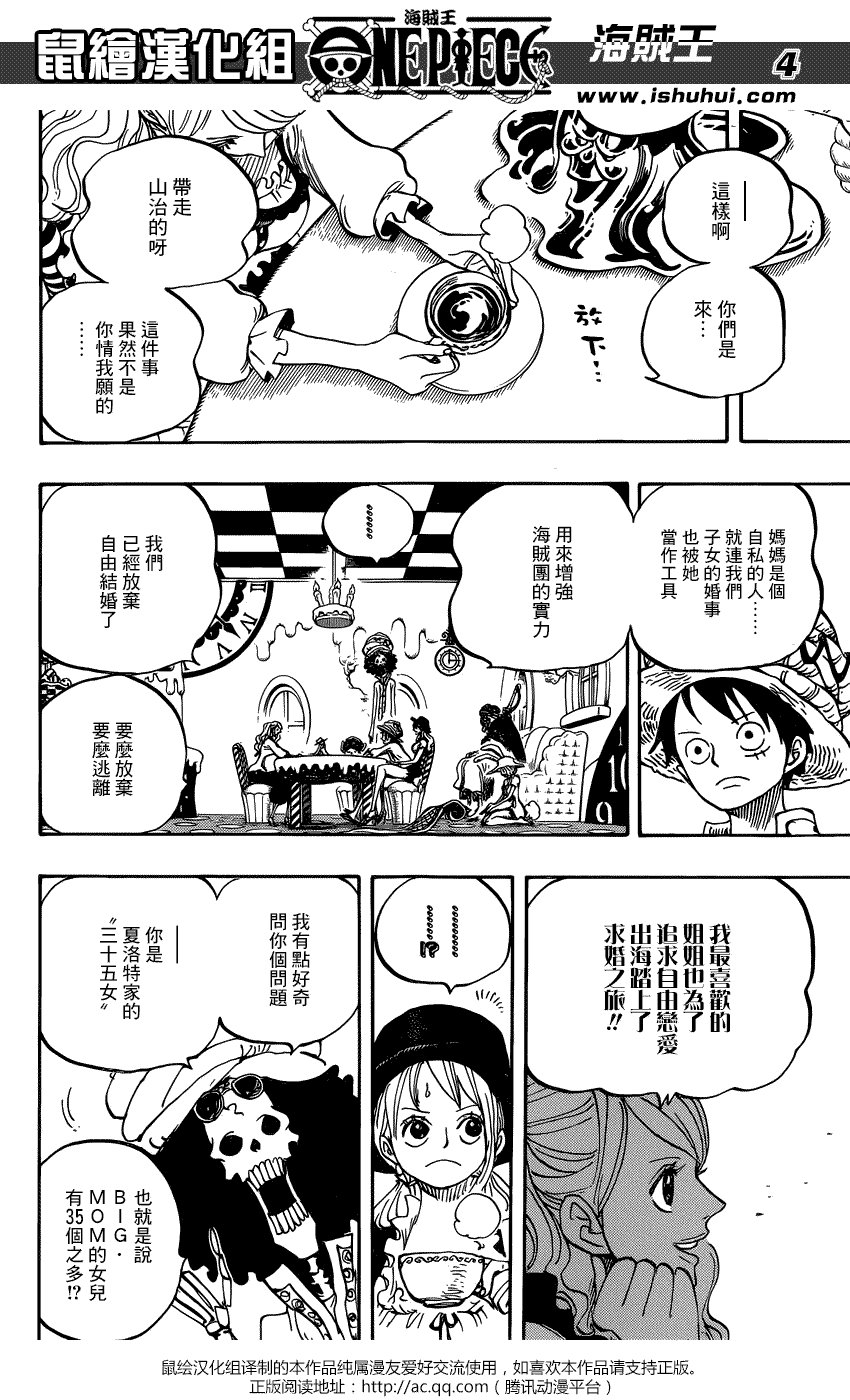 鼠繪漢化組
海賊王
ONE PIECE
海賊王
4
www.ishuhui.com
這樣啊
你們是
來…
放下…
帶走
山治的呀
這件事
果然不是
你情我願的
……
媽媽是個
自私的人……
就連我們
子女的婚事
也被她
當作工具
用來增強
海賊團的實力
………
我們
已經放棄
自由結婚了
要麼放棄
要麼逃離
我最喜歡的
姐姐也為了
追求自由戀愛
出海踏上了
求婚之旅!!
………
!?
我有點好奇
問你個問題
你是
夏洛特家的
〝三十五女〞
也就是說
BIG·
MOM的女兒
有35個之多!?
鼠绘汉化组译制的本作品纯属漫友爱好交流使用，如喜欢本作品请支持正版。
正版阅读地址：http://ac.qq.com（腾讯动漫平台）